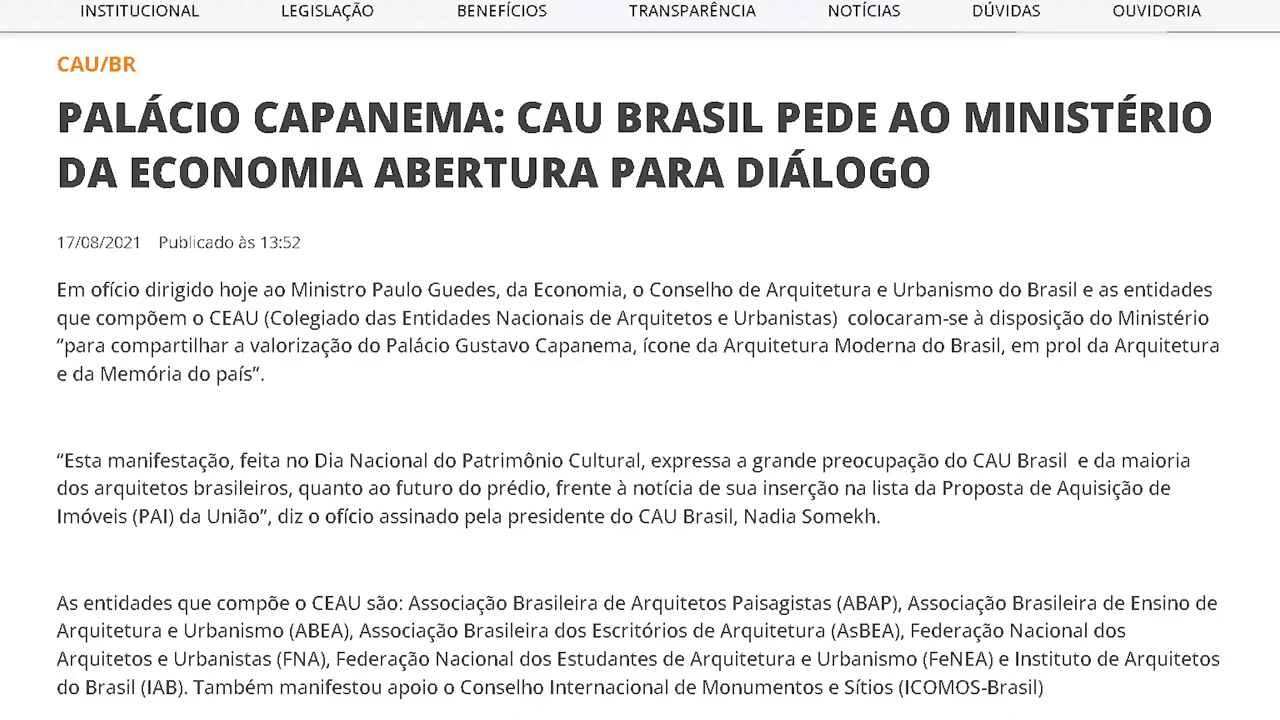 INSTITUCIONAL LEGISLAÇÃO BENEFÍCIOS TRANSPARÊNCIA NOTÍCIAS DÚVIDAS OUVIDORIA
CAU/BR
PALÁCIO CAPANEMA: CAU BRASIL PEDE AO MINISTÉRIO
DA ECONOMIA ABERTURA PARA DIÁLOGO
17/08/2021 Publicado às 13:52
Em ofício dirigido hoje ao Ministro Paulo Guedes, da Economia, o Conselho de Arquitetura e Urbanismo do Brasil e as entidades
que compõem o CEAU (Colegiado das Entidades Nacionais de Arquitetos e Urbanistas) colocaram-se à disposição do Ministério
“para compartilhar a valorização do Palácio Gustavo Capanema, ícone da Arquitetura Moderna do Brasil, em prol da Arquitetura
e da Memória do país”.
“Esta manifestação, feita no Dia Nacional do Patrimônio Cultural, expressa a grande preocupação do CAU Brasil e da maioria
dos arquitetos brasileiros, quanto ao futuro do prédio, frente à notícia de sua inserção na lista da Proposta de Aquisição de
Imóveis (PAI) da União”, diz o ofício assinado pela presidente do CAU Brasil, Nadia Somekh.
As entidades que compõe o CEAU são: Associação Brasileira de Arquitetos Paisagistas (ABAP), Associação Brasileira de Ensino de
Arquitetura e Urbanismo (ABEA), Associação Brasileira dos Escritórios de Arquitetura (AsBEA), Federação Nacional dos
Arquitetos e Urbanistas (FNA), Federação Nacional dos Estudantes de Arquitetura e Urbanismo (FeNEA) e Instituto de Arquitetos
do Brasil (IAB). Também manifestou apoio o Conselho Internacional de Monumentos e Sítios (ICOMOS-Brasil)